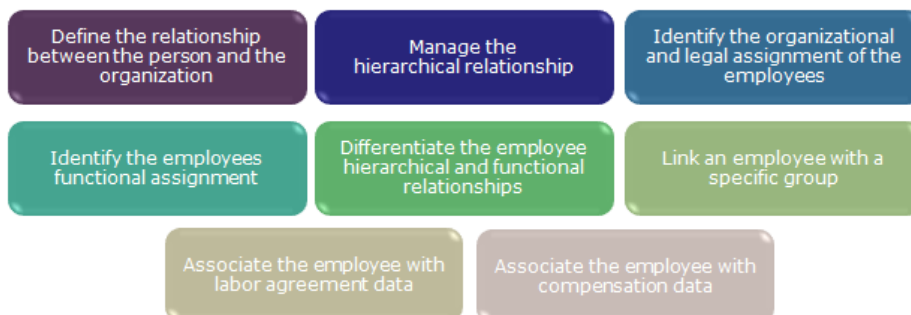 Define the relationship
between the person and the
organization
Manage the
hierarchical relationship
Identify the organizational
and legal assignment of the
employees
Identify the employees
functional assignment
Differentiate the employee
hierarchical and functional
relationships
Link an employee with a
specific group
Associate the employee with
labor agreement data
Associate the employee with
compensation data